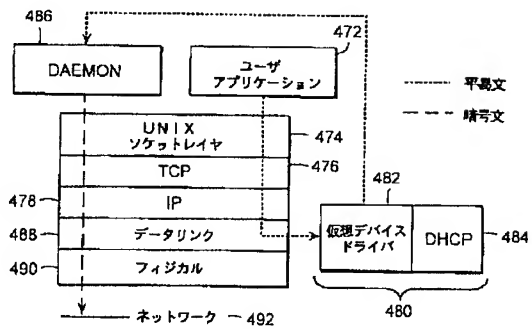 486
DAEMON
472
ユーザ
アプリケーション
平易文
暗号文
UNIX
ソケットレイヤ
474
TCP
476
478
IP
488
データリンク
490
フィジカル
482
仮想デバイス
ドライバ
DHCP
484
480
ネットワーク
492